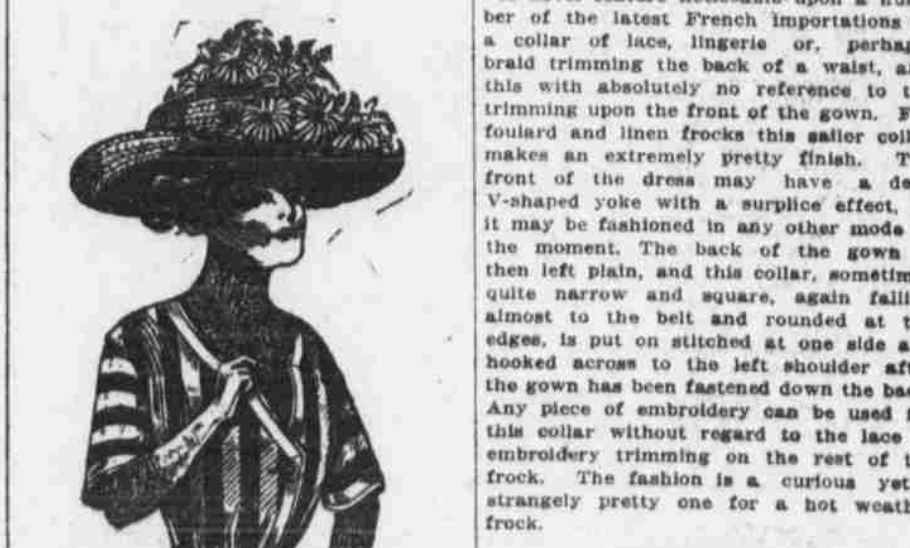 ber of the latest French importations
a collar of lace, lingerie or, perhap
braid trimming the back of a waist, a
this with absolutely no reference to t
trimming upon the front of the gown. F
foulard and linen frocks this sailor coll
makes an extremely pretty finish. T
front of the dress may have a de
V-shaped yoke with a surplice effect,
it may be fashioned in any other mode
the moment. The back of the gown
then left plain, and this collar, sometim
quite narrow and square, again falli
almost to the belt and rounded at t
edges, is put on stitched at one side a
hooked across to the left shoulder aft
the gown has been fastened down the bac
Any piece of embroidery can be used f
this collar without regard to the lace
embroidery trimming on the rest of t
frock. The fashion is a curious yet
strangely pretty one for a hot weath
frock.